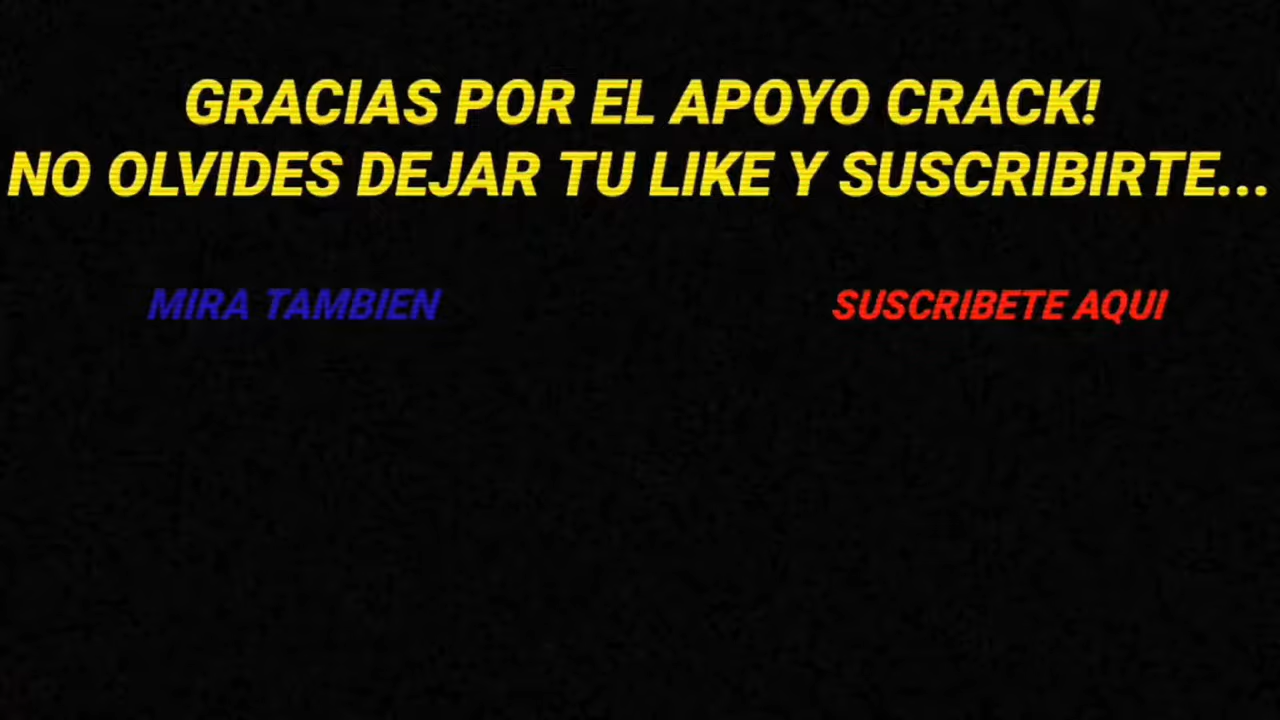 GRACIAS POR EL APOYO CRACK!
NO OLVIDES DEJAR TU LIKE Y SUSCRIBIRTE...
MIRA TAMBIEN
SUSCRIBETE AQUI